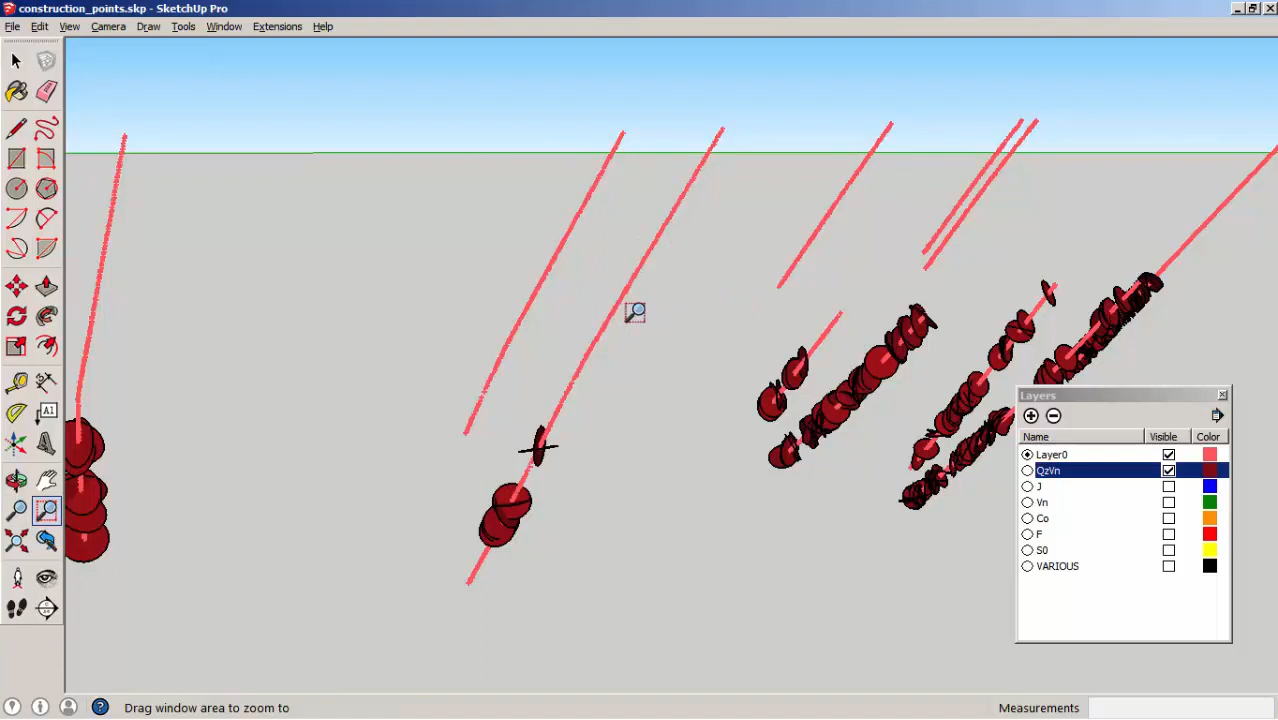 construction_points.skp - SketchUp Pro
File Edit View Camera Draw Tools Window Extensions Help
A1
Layers
Name Visible Color
Layer0
QzVn
J
Vn
Co
F
S0
VARIOUS
Drag window area to zoom to
Measurements